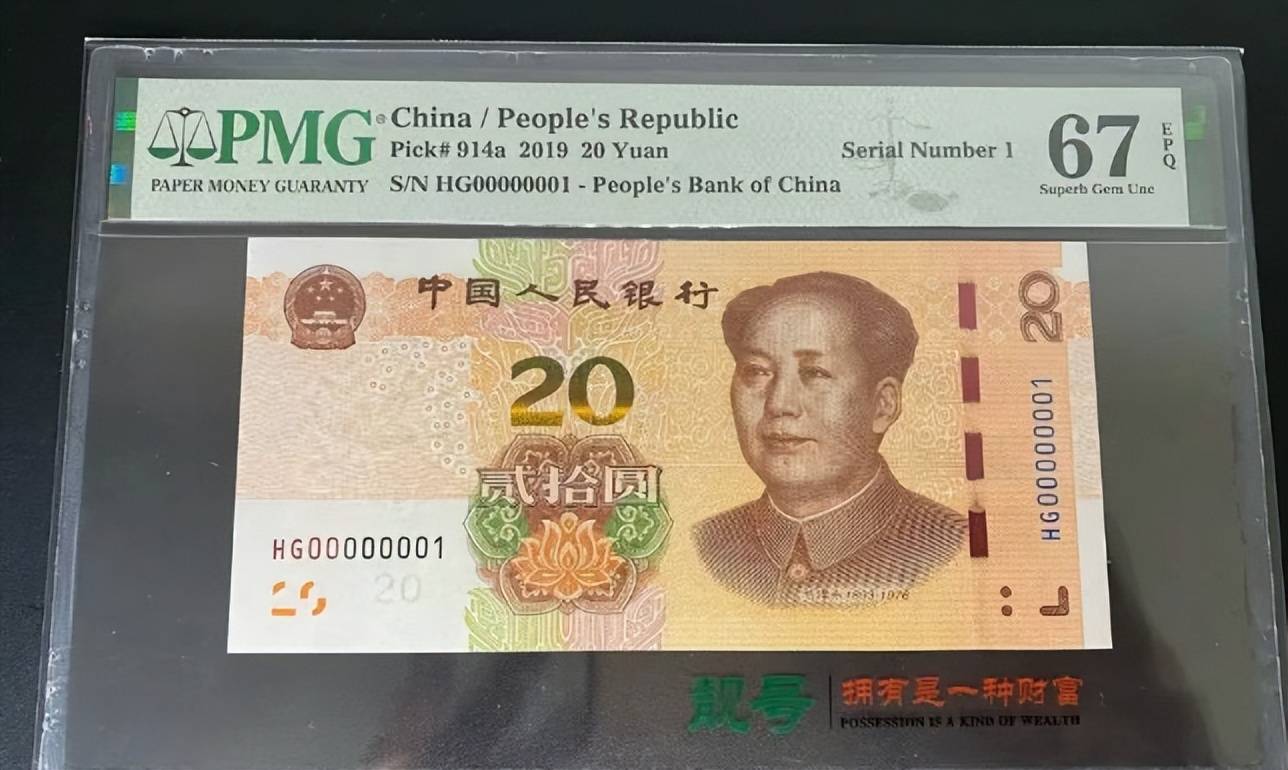 PMG® China / People's Republic
Pick# 914a 2019 20 Yuan
Serial Number 1
67 EPQ
Superb Gem Unc
PAPER MONEY GUARANTY
S/N HG00000001 - People's Bank of China
中国人民银行
20
20
贰拾圆
HG00000001
HG00000001
20
1893-1976
靓号
拥有是一种财富
POSSESSION IS A KIND OF WEALTH